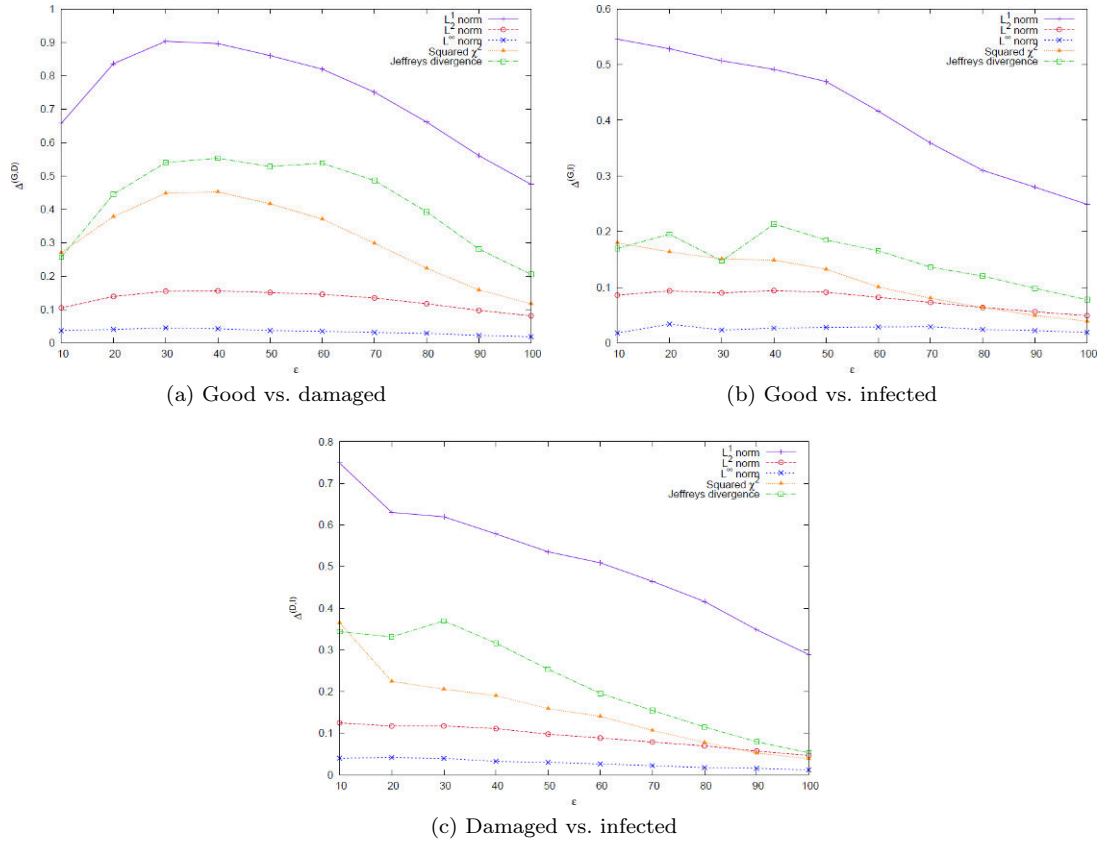 1
0.9
0.8
0.7
0.6
0.5
0.4
0.3
0.2
0.1
0
Δ(G,D)
L¹ norm
L² norm
L∞ norm
Squared χ²
Jeffreys divergence
10 20 30 40 50 60 70 80 90 100
ε
(a) Good vs. damaged
0.6
0.5
0.4
0.3
0.2
0.1
0
Δ(G,I)
L¹ norm
L² norm
L∞ norm
Squared χ²
Jeffreys divergence
10 20 30 40 50 60 70 80 90 100
ε
(b) Good vs. infected
0.8
0.7
0.6
0.5
0.4
0.3
0.2
0.1
0
Δ(D,I)
L¹ norm
L² norm
L∞ norm
Squared χ²
Jeffreys divergence
10 20 30 40 50 60 70 80 90 100
ε
(c) Damaged vs. infected